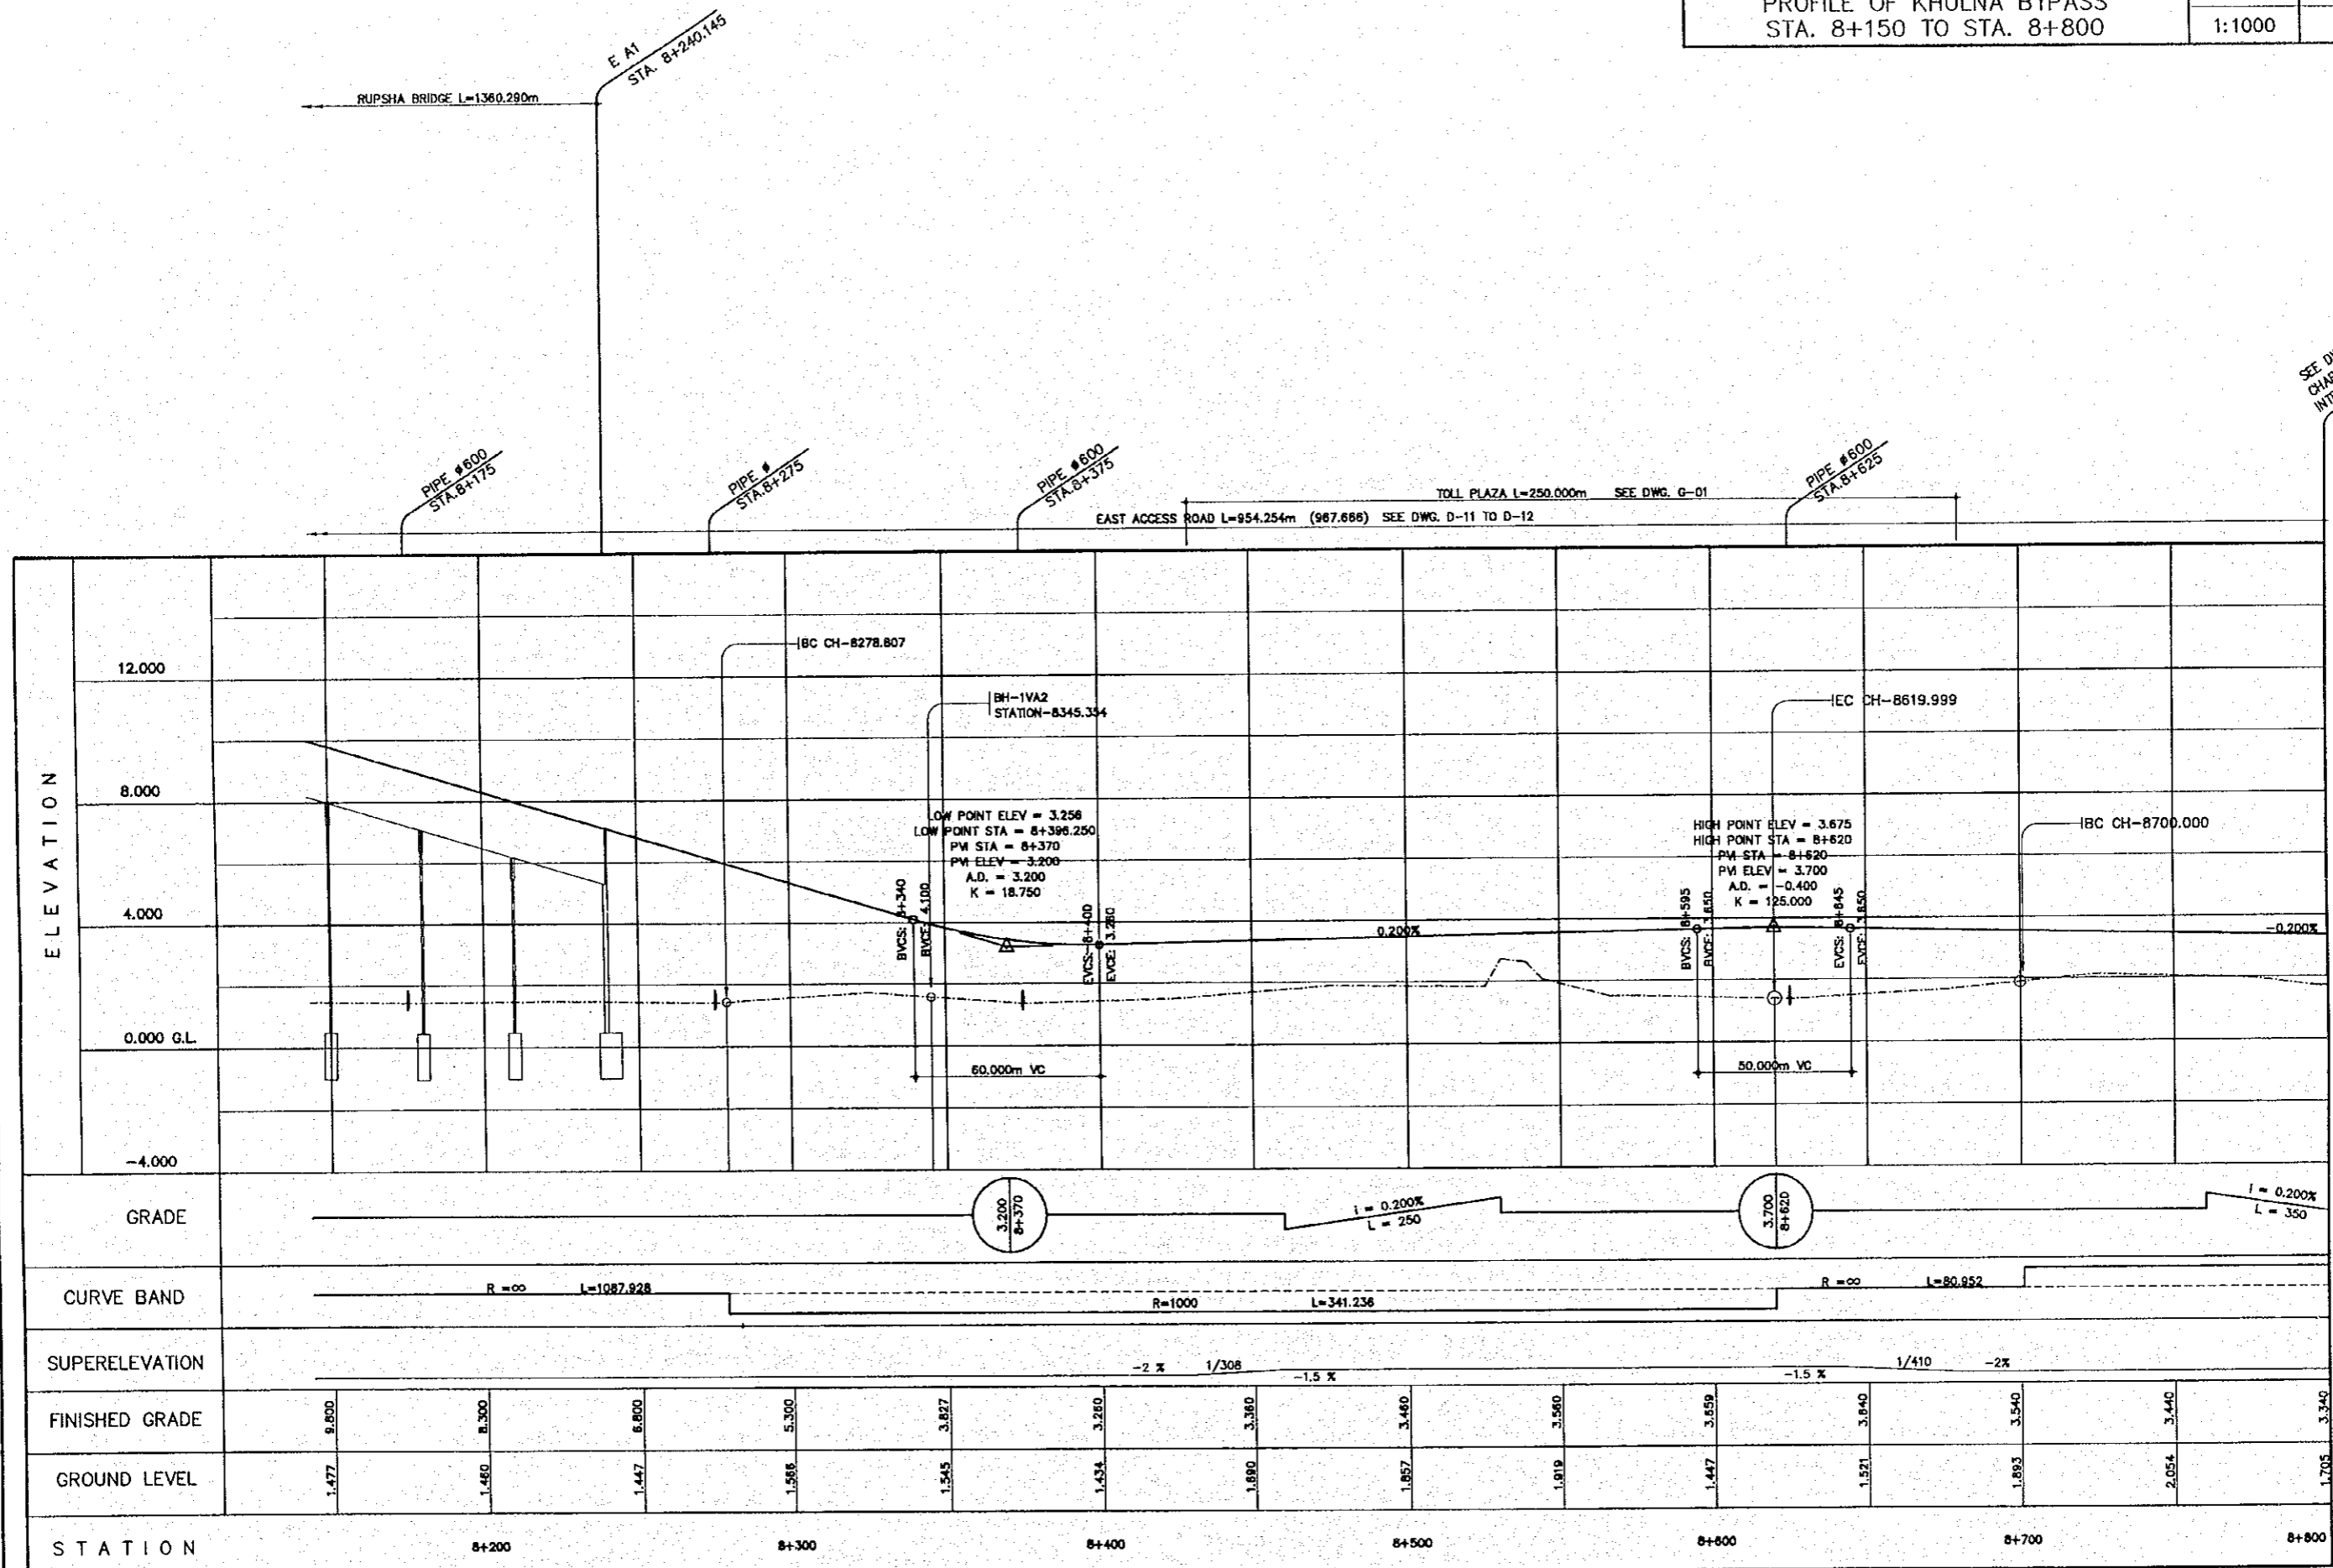 PROFILE OF KHULNA BYPASS
STA. 8+150 TO STA. 8+800
1:1000
E A1
STA. 8+240.145
RUPSHA BRIDGE L=1360.290m
PIPE ø600
STA.8+175
PIPE ø
STA.8+275
PIPE ø600
STA.8+375
PIPE ø600
STA.8+625
SEE
TOLL PLAZA L=250.000m SEE DWG. G-01
EAST ACCESS ROAD L=954.254m (967.666) SEE DWG. D-11 TO D-12
ELEVATION
12.000
8.000
4.000
0.000 G.L.
-4.000
BC CH-8278.807
BH-1VA2
STATION-8345.354
EC CH-8619.999
BC CH-8700.000
LOW POINT ELEV = 3.256
LOW POINT STA = 8+396.250
PVI STA = 8+370
PVI ELEV = 3.200
A.D. = 3.200
K = 18.750
BVCS: 8+340
BVCE: 4.100
EVCS: 8+400
EVCE: 3.260
60.000m VC
0.200%
HIGH POINT ELEV = 3.675
HIGH POINT STA = 8+620
PVI STA = 8+620
PVI ELEV = 3.700
A.D. = -0.400
K = 125.000
BVCS: 8+595
BVCE: 3.650
EVCS: 8+645
EVCE: 3.650
50.000m VC
-0.200%
GRADE
3.200
8+370
i = 0.200%
L = 250
3.700
8+620
i = 0.200%
L = 350
CURVE BAND
R =∞ L=1087.928
R=1000 L=341.236
R =∞ L=80.952
SUPERELEVATION
-2 % 1/308
-1.5 %
-1.5 %
1/410 -2%
FINISHED GRADE
9.800 8.300 6.800 5.300 3.827 3.260 3.360 3.460 3.560 3.659 3.640 3.540 3.440 3.340
GROUND LEVEL
1.477 1.460 1.447 1.566 1.545 1.434 1.690 1.857 1.919 1.447 1.521 1.893 2.054 1.705
STATION
8+200 8+300 8+400 8+500 8+600 8+700 8+800